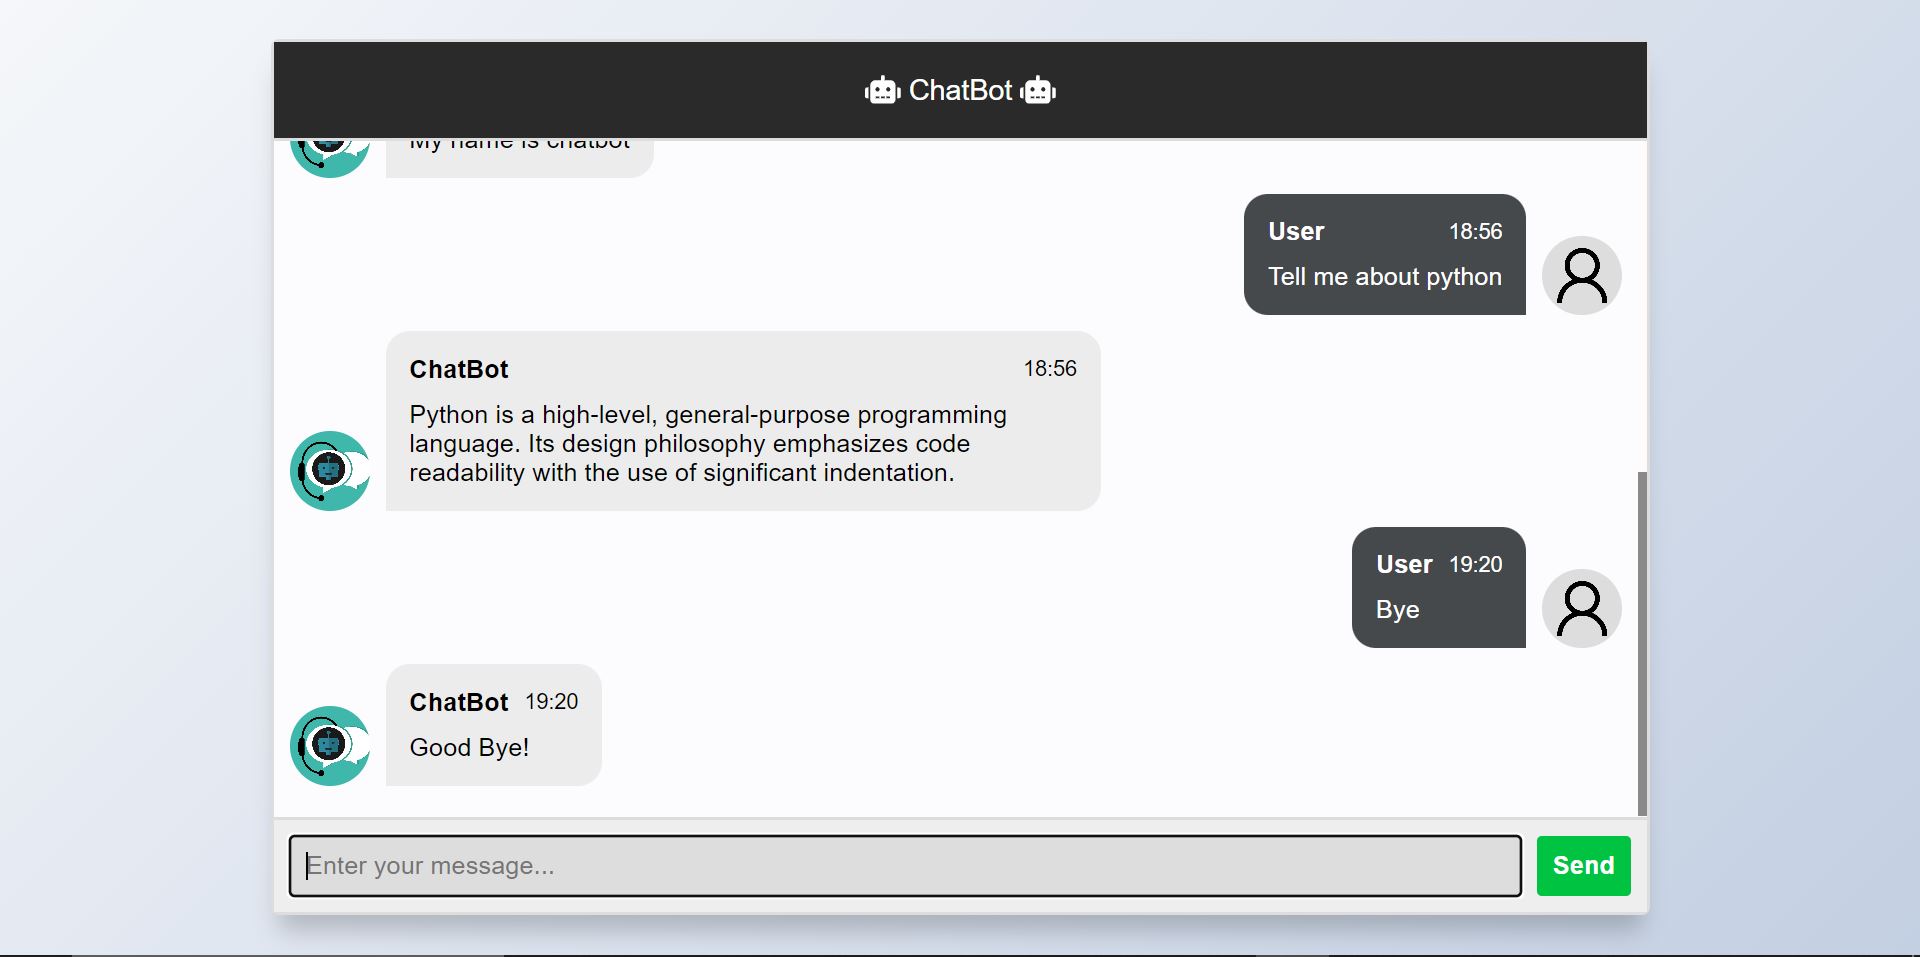 ChatBot
My name is chatbot
User 18:56
Tell me about python
ChatBot 18:56
Python is a high-level, general-purpose programming
language. Its design philosophy emphasizes code
readability with the use of significant indentation.
User 19:20
Bye
ChatBot 19:20
Good Bye!
Enter your message...
Send